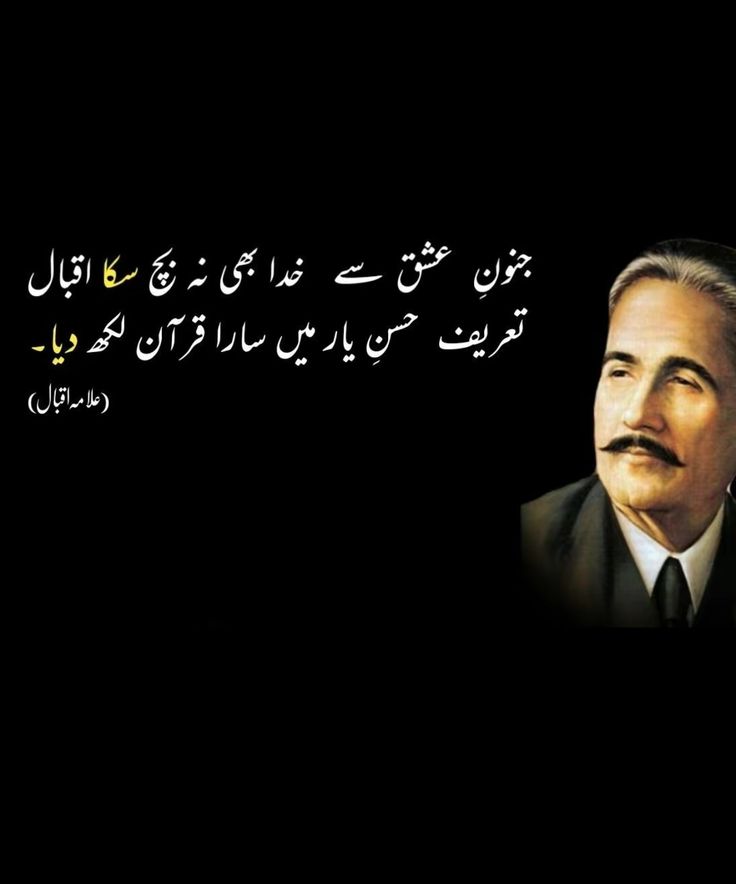 جنونِ عشق سے خدا بھی نہ بچ سکا اقبال
تعریف حسنِ یار میں سارا قرآن لکھ دیا۔
(علامہ اقبال)